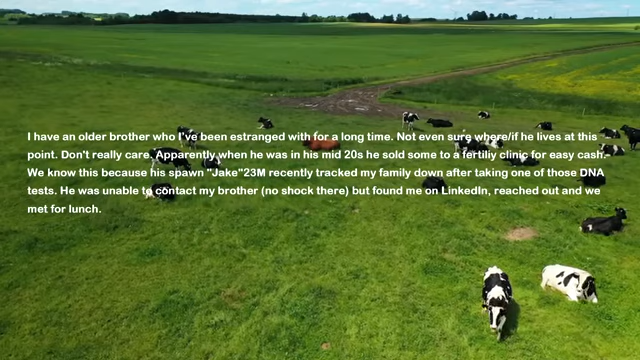 I have an older brother who I've been estranged with for a long time. Not even sure where/if he lives at this
point. Don't really care. Apparently when he was in his mid 20s he sold some to a fertiliy clinic for easy cash.
We know this because his spawn "Jake"23M recently tracked my family down after taking one of those DNA
tests. He was unable to contact my brother (no shock there) but found me on LinkedIn, reached out and we
met for lunch.